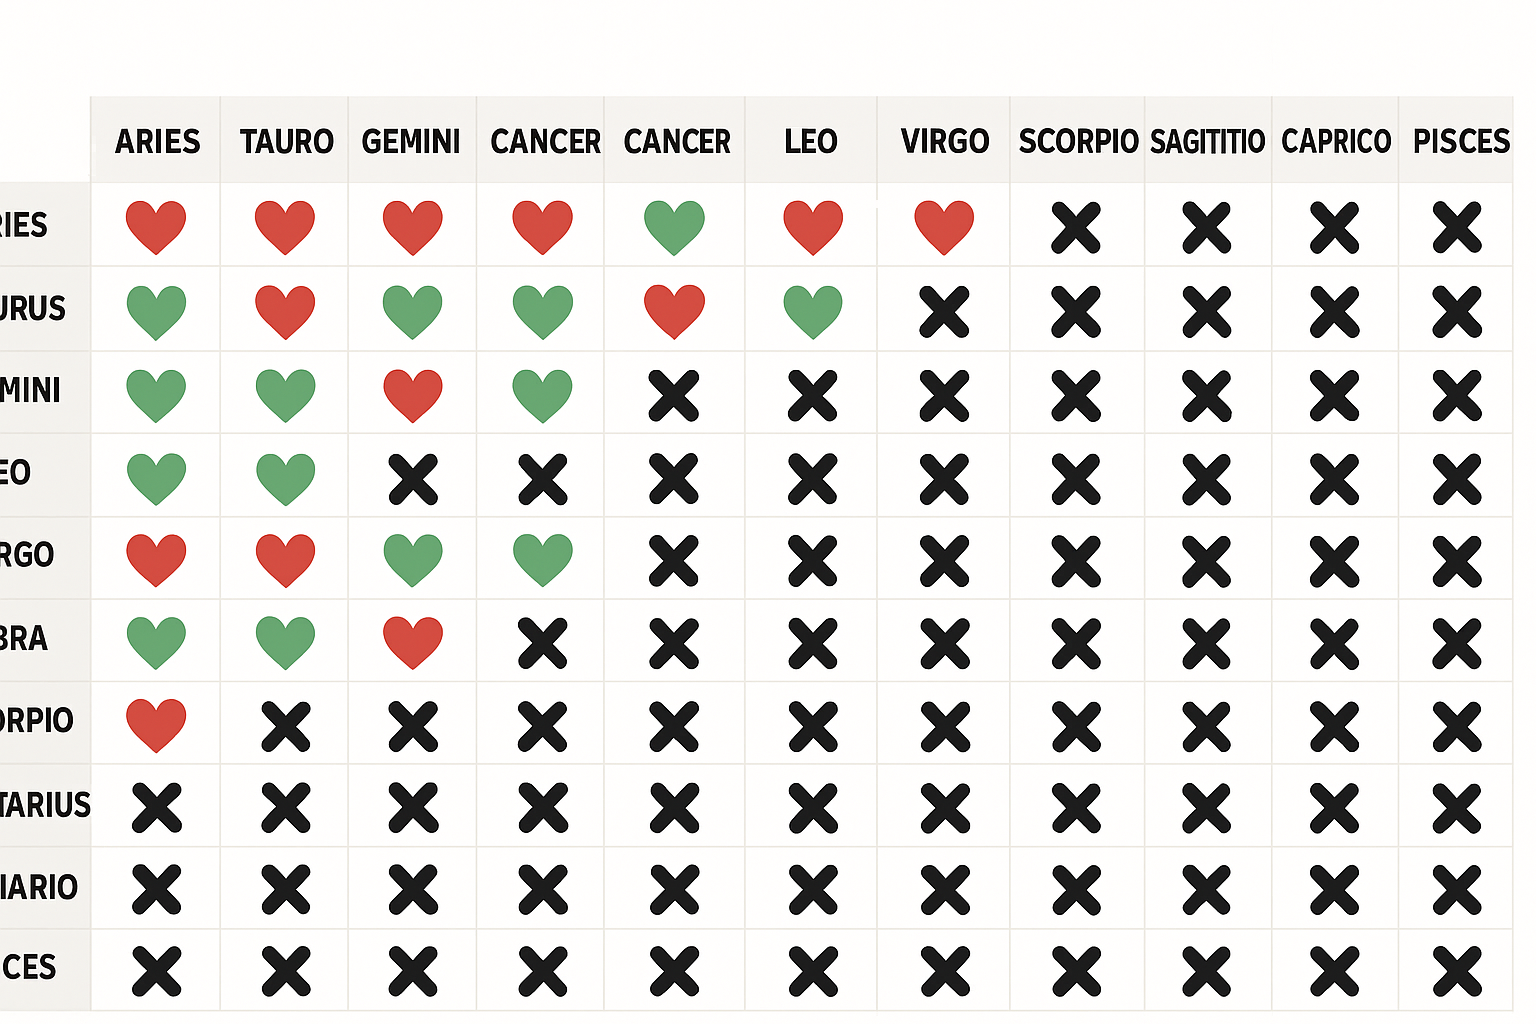 ARIES TAURO GEMINI CANCER CANCER LEO VIRGO SCORPIO SAGITITIO CAPRICO PISCES
RIES
URUS
MINI
EO
RGO
BRA
ORPIO
TARIUS
IARIO
CES